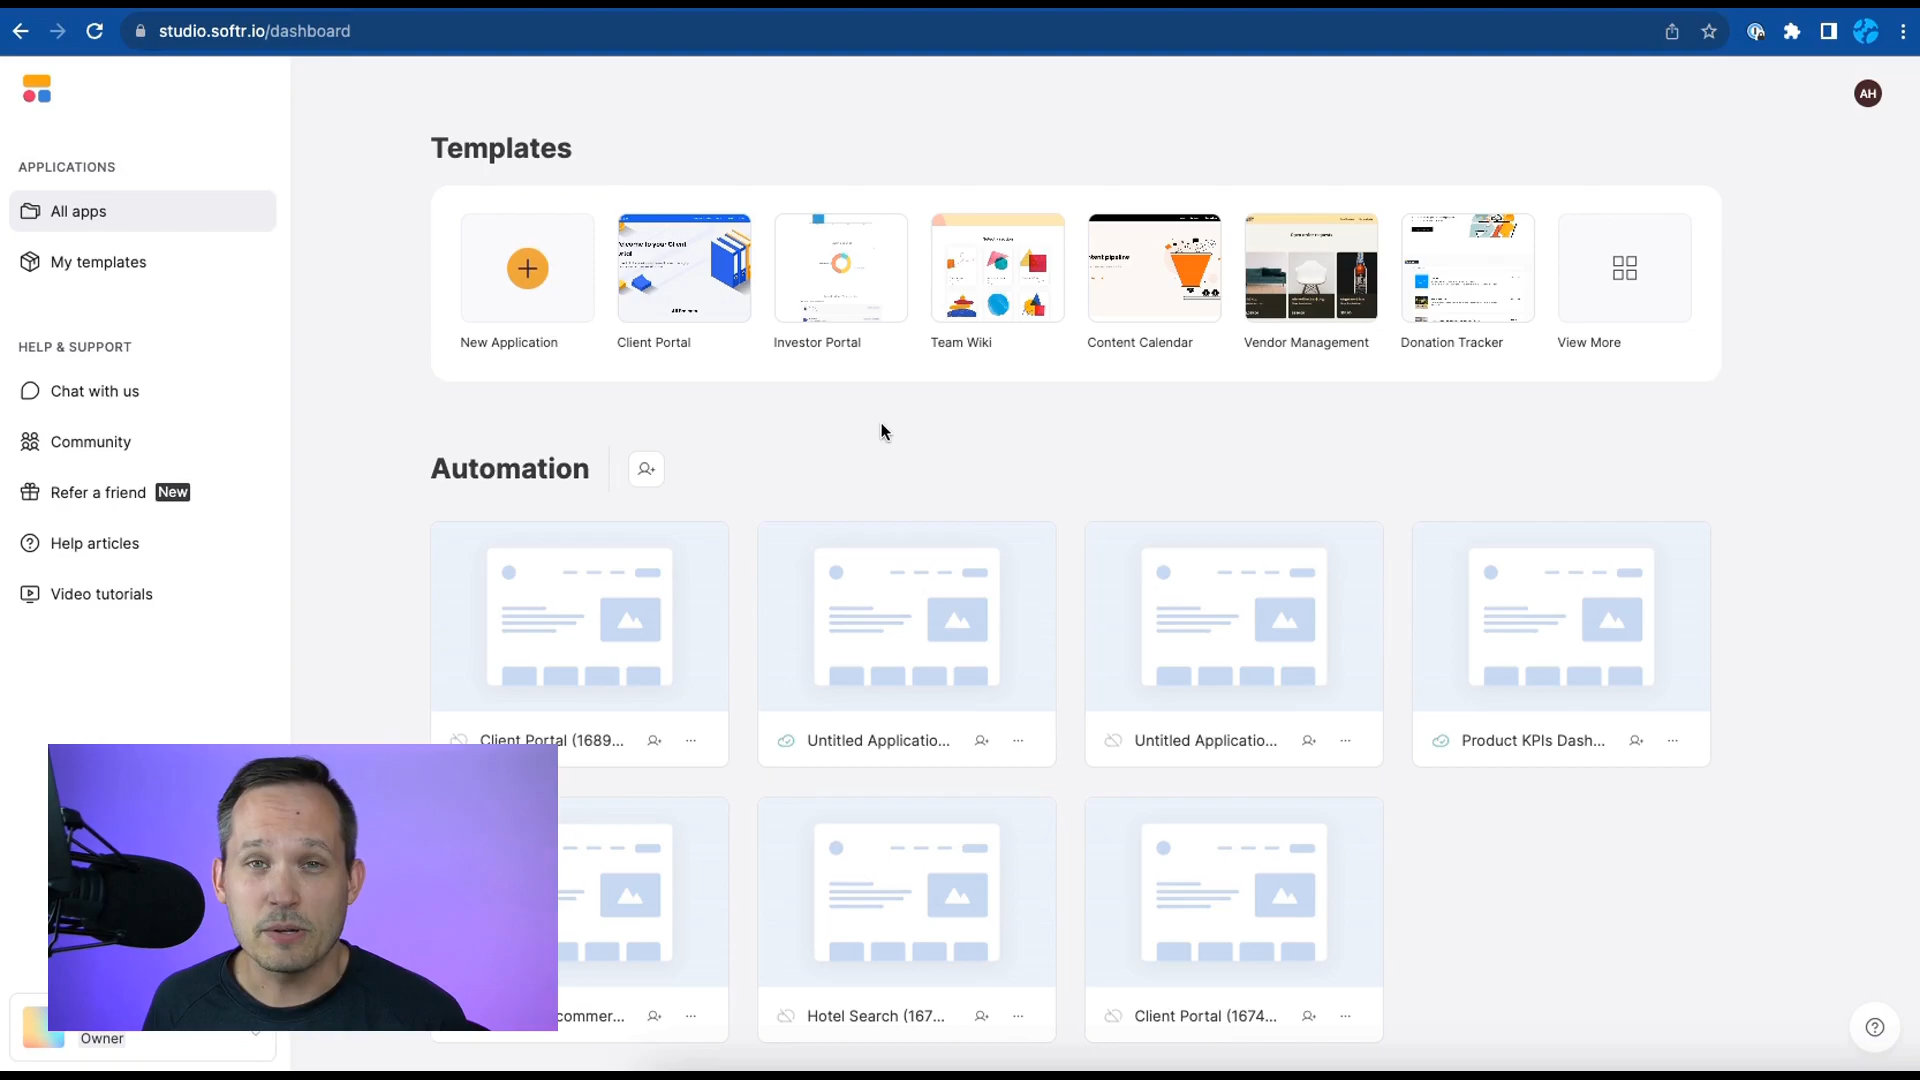 studio.softr.io/dashboard
AH
APPLICATIONS
All apps
My templates
HELP & SUPPORT
Chat with us
Community
Refer a friend New
Help articles
Video tutorials
Owner
Templates
New Application
Client Portal
Investor Portal
Team Wiki
Content Calendar
Vendor Management
Donation Tracker
View More
Automation
Client Portal (1689...
Untitled Applicatio...
Untitled Applicatio...
Product KPIs Dash...
commer...
Hotel Search (167...
Client Portal (1674...